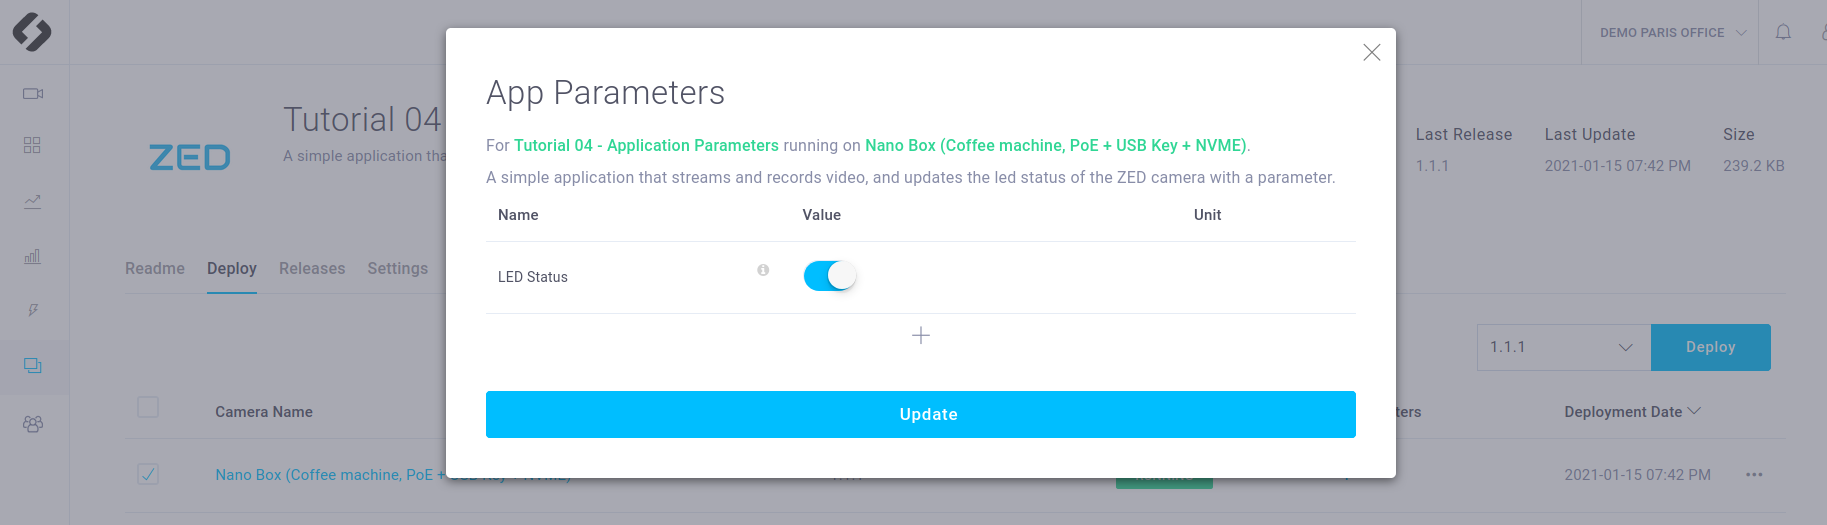 DEMO PARIS OFFICE
App Parameters
For Tutorial 04 - Application Parameters running on Nano Box (Coffee machine, PoE + USB Key + NVME).
A simple application that streams and records video, and updates the led status of the ZED camera with a parameter.
Name Value Unit
LED Status
Update
ZED
Tutorial 04
A simple application tha
Last Release Last Update Size
1.1.1 2021-01-15 07:42 PM 239.2 KB
Readme Deploy Releases Settings
1.1.1 Deploy
Camera Name ters Deployment Date
Nano Box (Coffee machine, PoE + 2021-01-15 07:42 PM